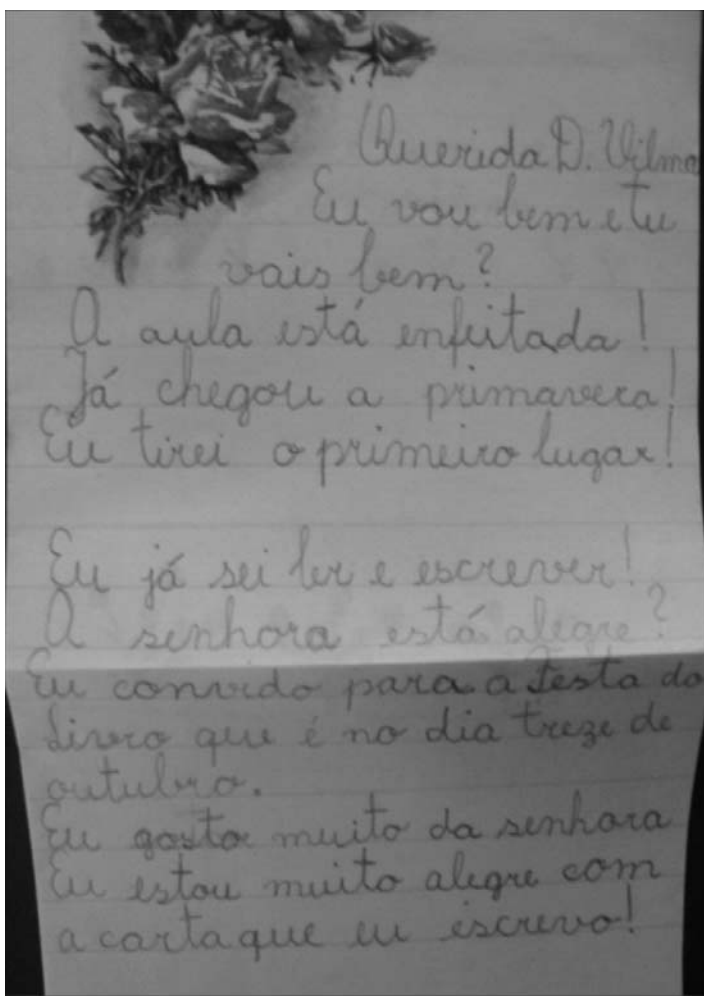 Querida D. Vilma
Eu vou bem e tu
vais bem?
A aula está enfeitada!
Já chegou a primavera!
Eu tirei o primeiro lugar!
Eu já sei ler e escrever!
A senhora está alegre?
Eu convido para a Festa do
Livro que é no dia treze de
outubro.
Eu gosto muito da senhora
Eu estou muito alegre com
a carta que eu escrevo!